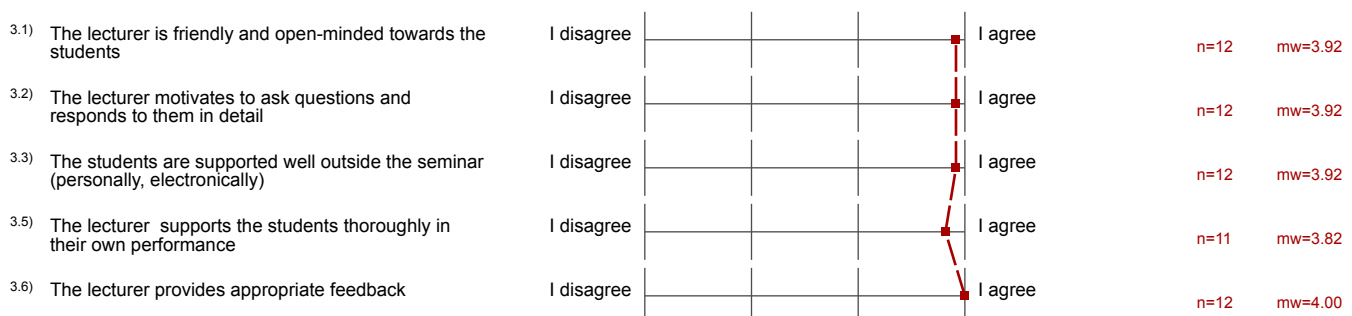 3.1) The lecturer is friendly and open-minded towards the I disagree I agree
students n=12 mw=3.92
3.2) The lecturer motivates to ask questions and I disagree I agree
responds to them in detail n=12 mw=3.92
3.3) The students are supported well outside the seminar I disagree I agree
(personally, electronically) n=12 mw=3.92
3.5) The lecturer supports the students thoroughly in I disagree I agree
their own performance n=11 mw=3.82
3.6) The lecturer provides appropriate feedback I disagree I agree
n=12 mw=4.00